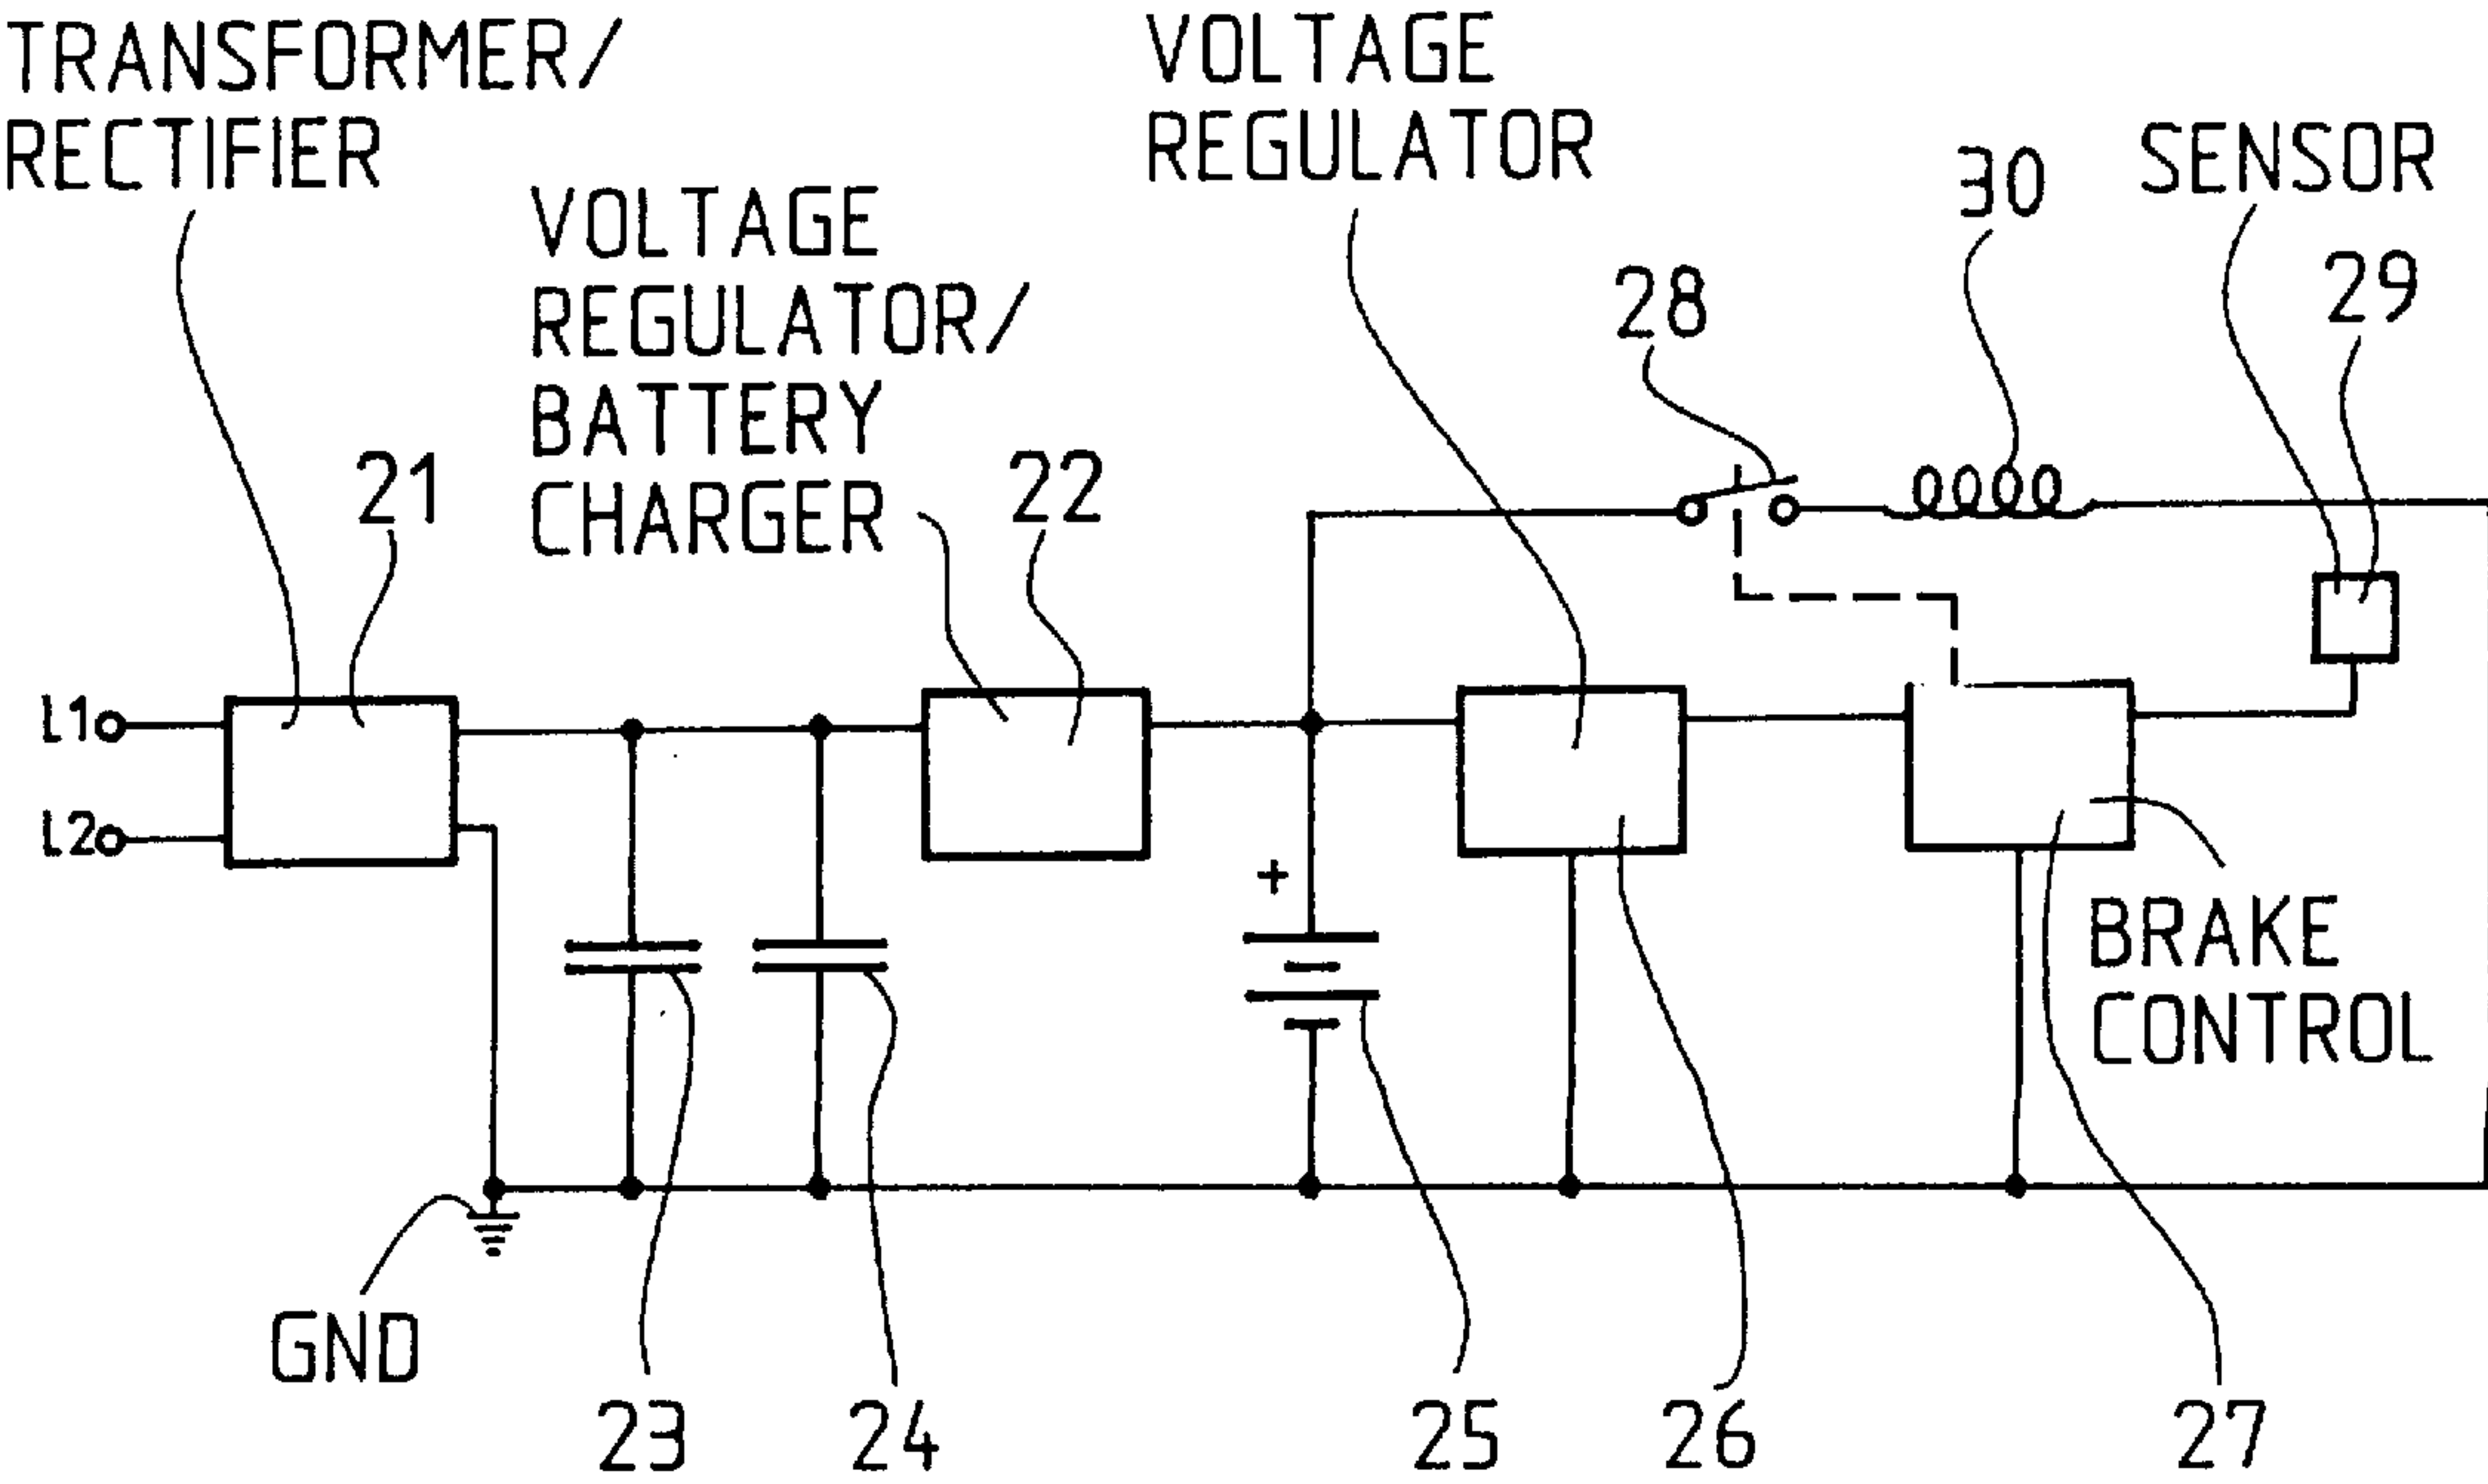 TRANSFORMER/
RECTIFIER
VOLTAGE
REGULATOR/
BATTERY
CHARGER
VOLTAGE
REGULATOR
SENSOR
30
29
28
21
22
L1
L2
+
BRAKE
CONTROL
GND
23
24
25
26
27